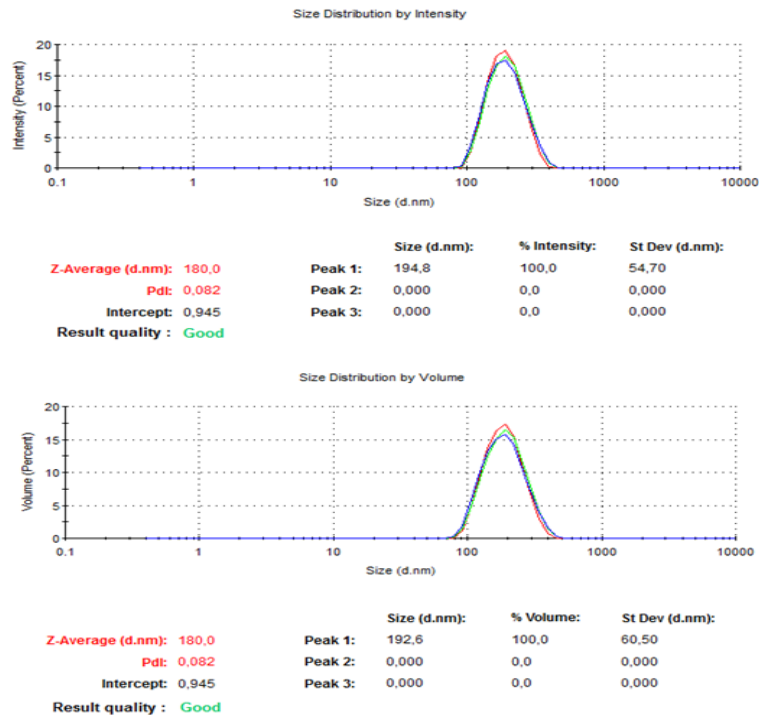 Size Distribution by Intensity
Intensity (Percent)
20
15
10
5
0
0.1 1 10 100 1000 10000
Size (d.nm)
Size (d.nm): % Intensity: St Dev (d.nm):
Z-Average (d.nm): 180,0 Peak 1: 194,8 100,0 54,70
PdI: 0,082 Peak 2: 0,000 0,0 0,000
Intercept: 0,945 Peak 3: 0,000 0,0 0,000
Result quality : Good
Size Distribution by Volume
Volume (Percent)
20
15
10
5
0
0.1 1 10 100 1000 10000
Size (d.nm)
Size (d.nm): % Volume: St Dev (d.nm):
Z-Average (d.nm): 180,0 Peak 1: 192,6 100,0 60,50
PdI: 0,082 Peak 2: 0,000 0,0 0,000
Intercept: 0,945 Peak 3: 0,000 0,0 0,000
Result quality : Good